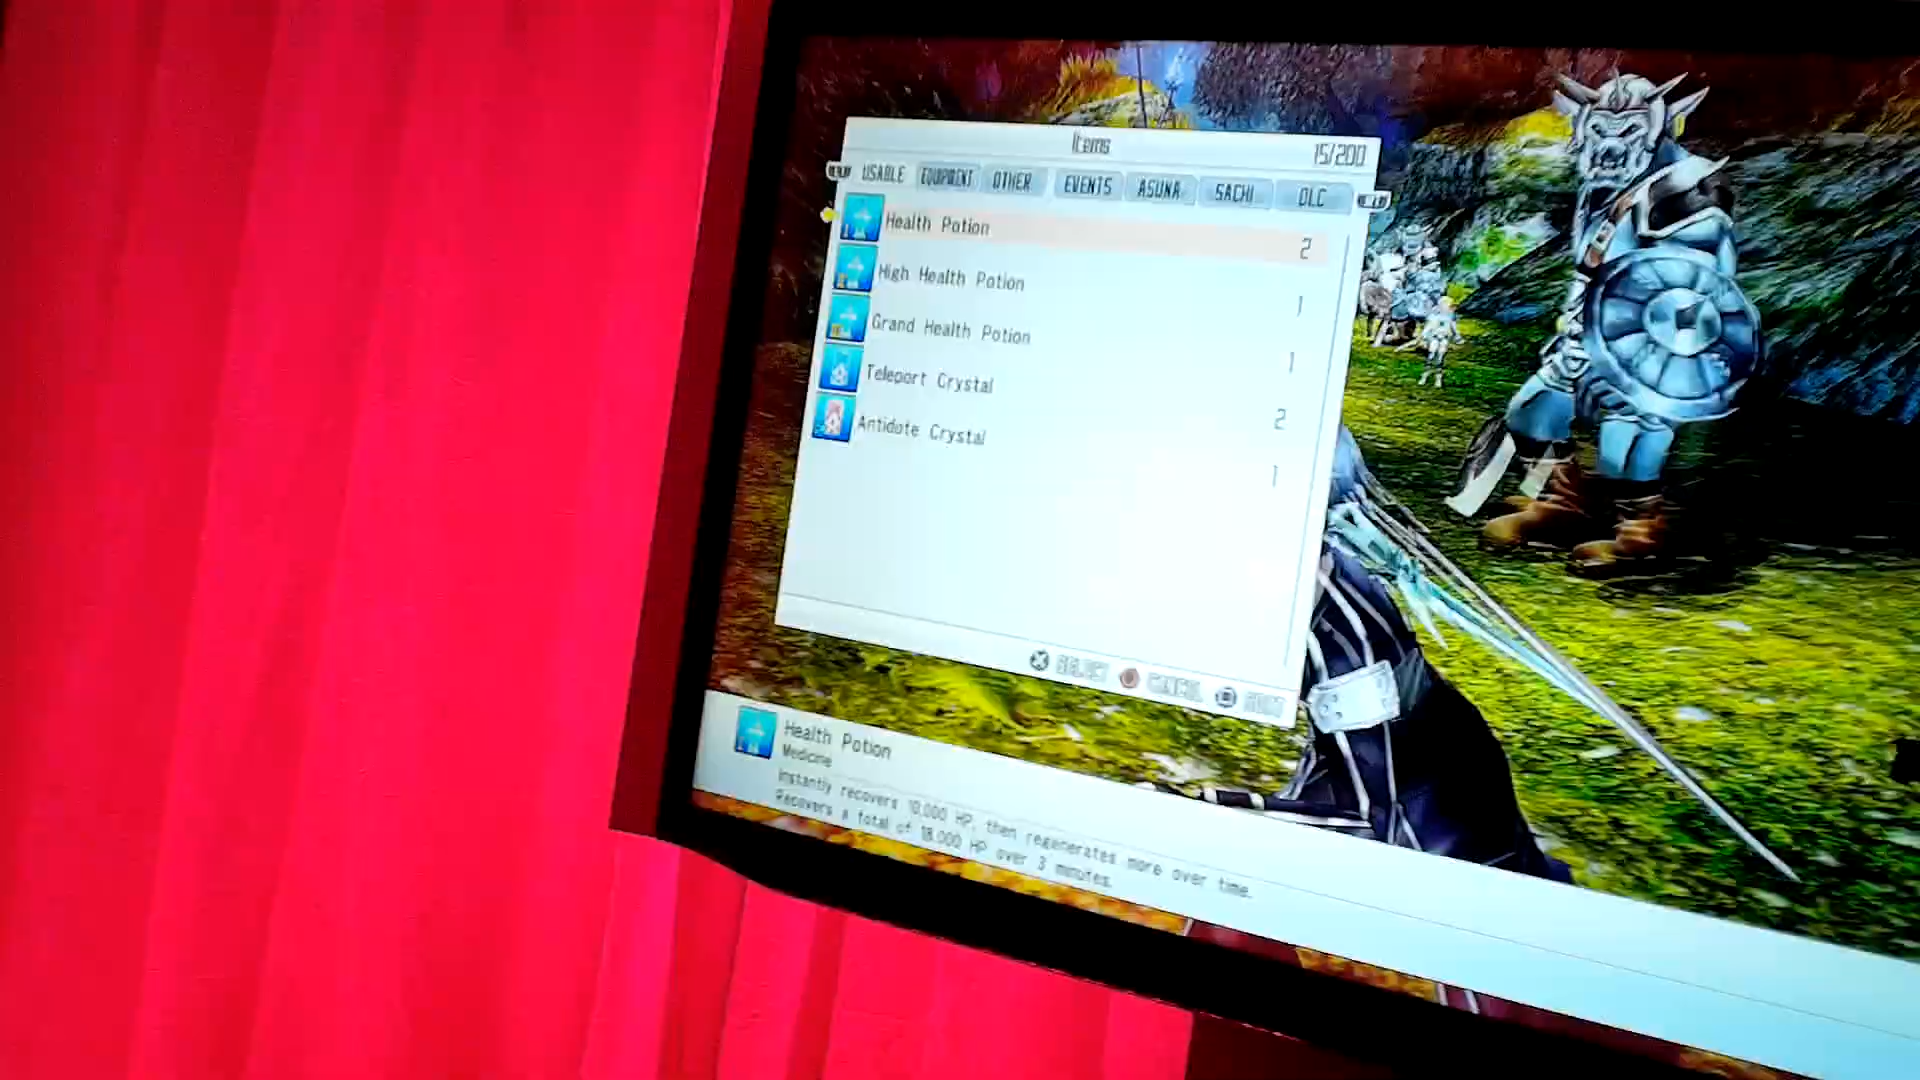 Items
15/200
USABLE EQUIPMENT OTHER EVENTS ASUNA SACHI DLC
Health Potion 2
High Health Potion 1
Grand Health Potion 1
Teleport Crystal 2
Antidote Crystal 1
SELECT CANCEL
Health Potion
Medicine
Instantly recovers 10,000 HP, then regenerates more over time.
Recovers a total of 18,000 HP over 3 minutes.